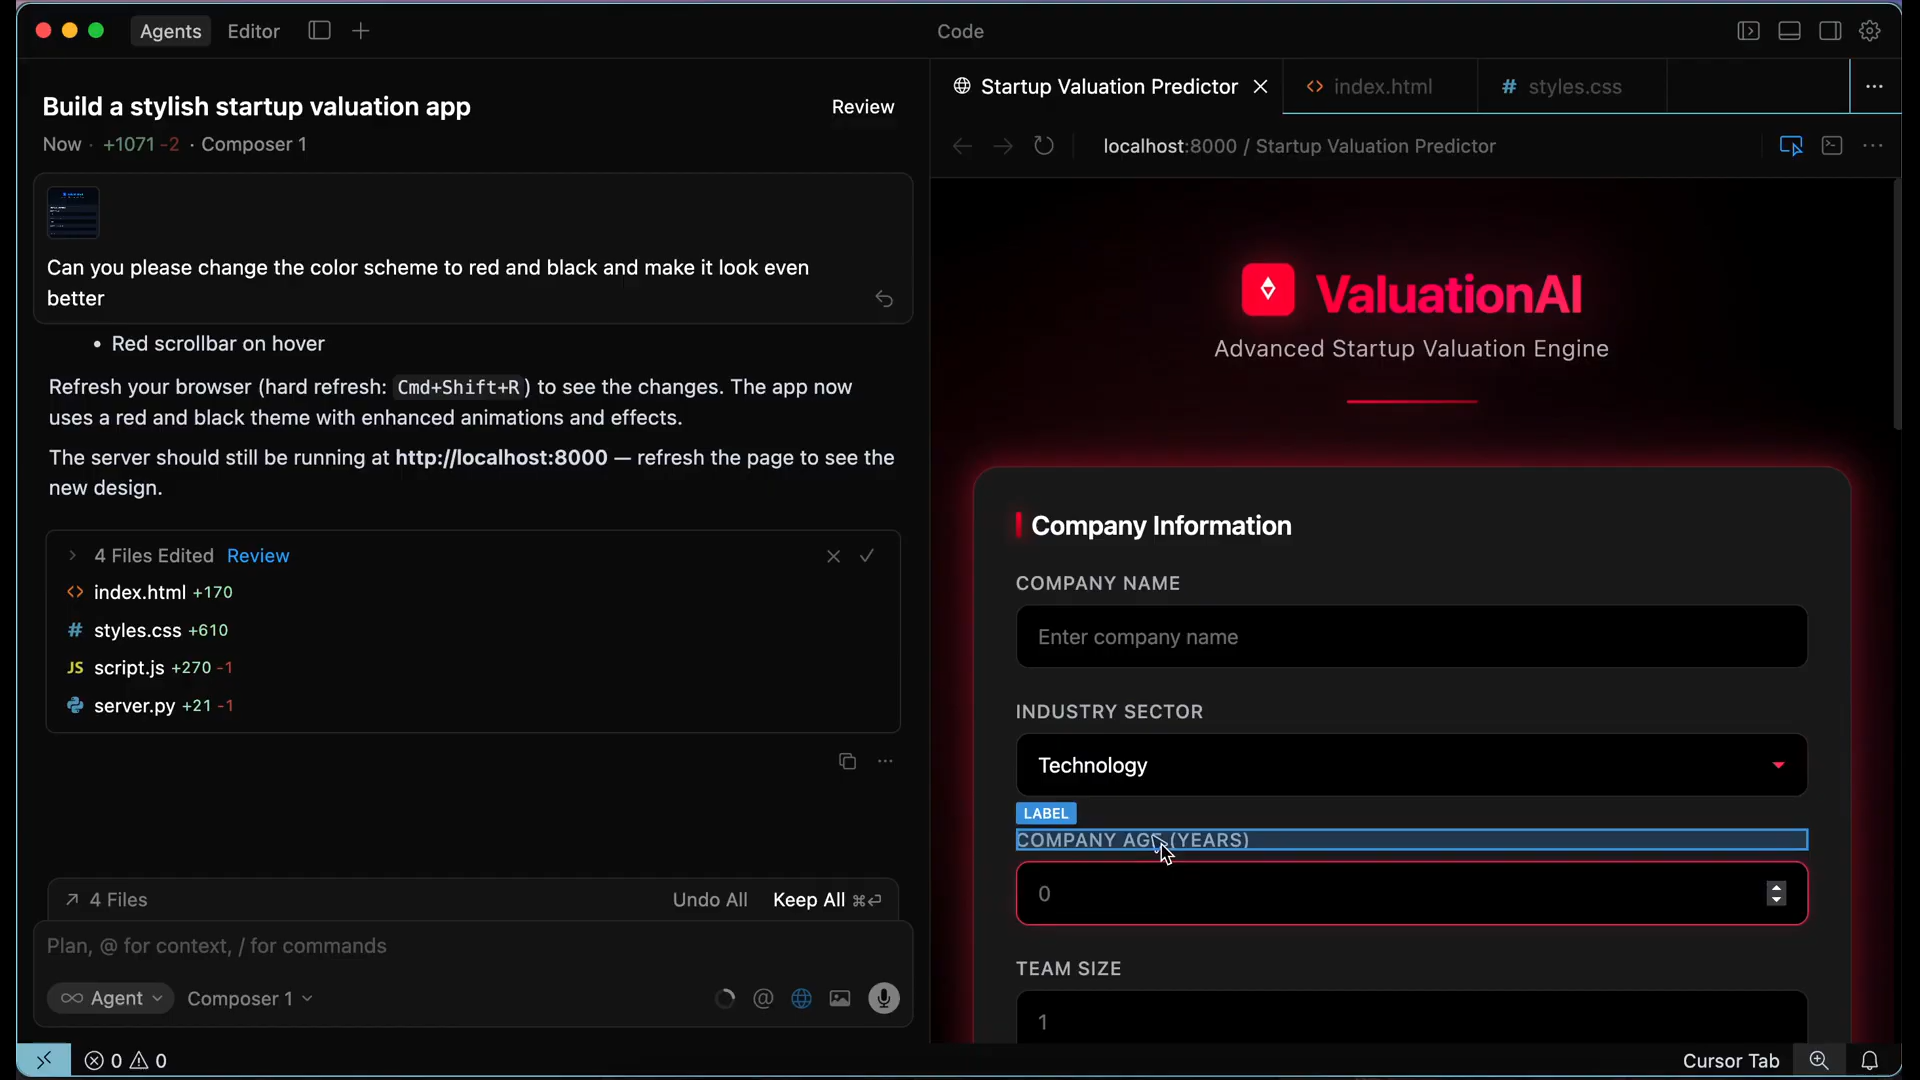 Agents Editor Code
Build a stylish startup valuation app
Review
Now · +1071 -2 · Composer 1
Can you please change the color scheme to red and black and make it look even
better
• Red scrollbar on hover
Refresh your browser (hard refresh: Cmd+Shift+R) to see the changes. The app now
uses a red and black theme with enhanced animations and effects.
The server should still be running at http://localhost:8000 — refresh the page to see the
new design.
4 Files Edited Review
index.html +170
styles.css +610
JS script.js +270 -1
server.py +21 -1
4 Files Undo All Keep All ⌘⏎
Plan, @ for context, / for commands
Agent Composer 1
Startup Valuation Predictor index.html # styles.css
localhost:8000 / Startup Valuation Predictor
ValuationAI
Advanced Startup Valuation Engine
Company Information
COMPANY NAME
Enter company name
INDUSTRY SECTOR
Technology
LABEL
COMPANY AGE (YEARS)
0
TEAM SIZE
1
0 0
Cursor Tab